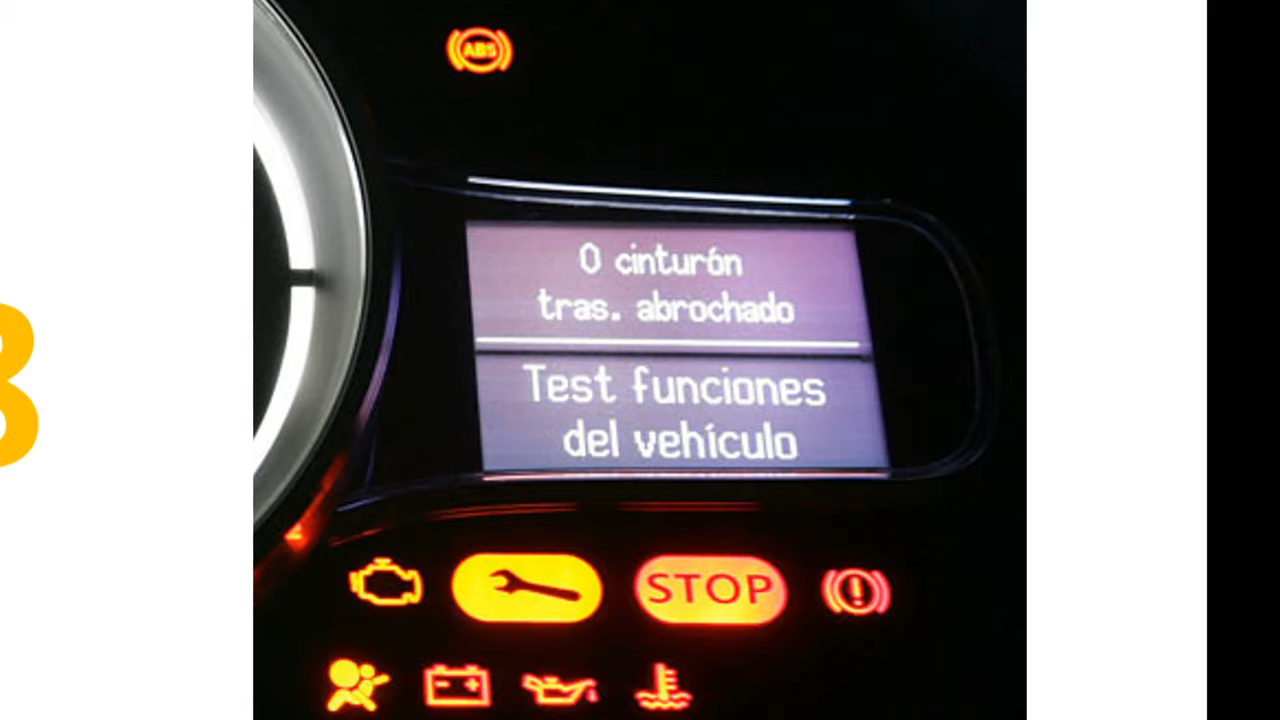 ABS
0 cinturón
tras. abrochado
Test funciones
del vehículo
STOP